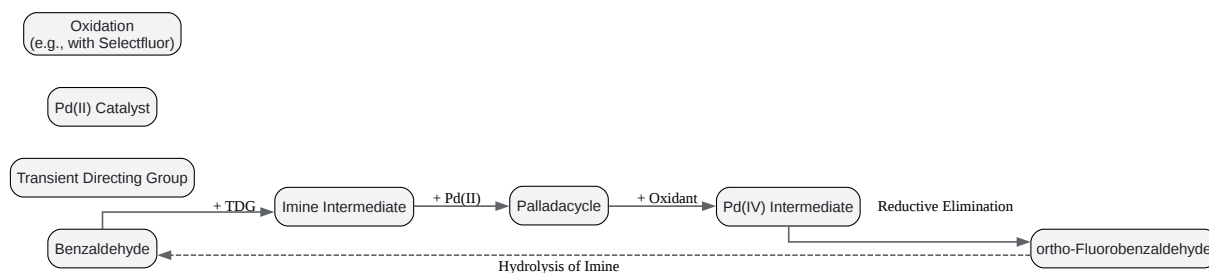 Oxidation
(e.g., with Selectfluor)
Pd(II) Catalyst
Transient Directing Group
+ TDG
Imine Intermediate
+ Pd(II)
Palladacycle
+ Oxidant
Pd(IV) Intermediate
Reductive Elimination
Benzaldehyde
ortho-Fluorobenzaldehyde
Hydrolysis of Imine